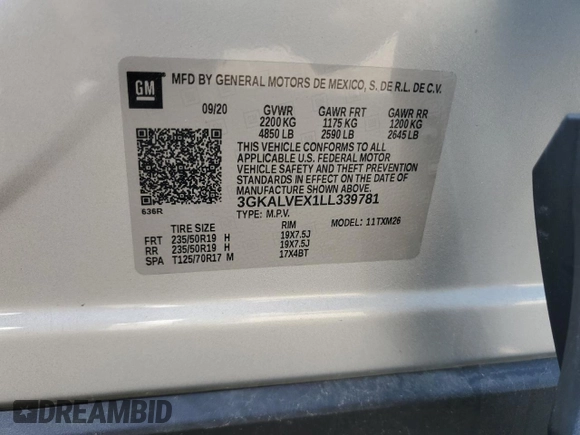 GM
MFD BY GENERAL MOTORS DE MEXICO, S. DE R.L. DE C.V.
09/20 GVWR GAWR FRT GAWR RR
2200 KG 1175 KG 1200 KG
4850 LB 2590 LB 2645 LB
THIS VEHICLE CONFORMS TO ALL
APPLICABLE U.S. FEDERAL MOTOR
VEHICLE SAFETY AND THEFT PREVENTION
STANDARDS IN EFFECT ON THE DATE OF
MANUFACTURE SHOWN ABOVE.
3GKALVEX1LL339781
TYPE: M.P.V. MODEL: 11TXM26
636R
TIRE SIZE RIM
FRT 235/50R19 H 19X7.5J
RR 235/50R19 H 19X7.5J
SPA T125/70R17 M 17X4BT
DREAMBID